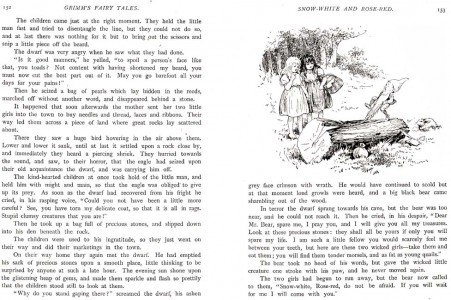 152 GRIMM'S FAIRY TALES.
The children came just at the right moment. They held the little
man fast and tried to disentangle the line, but they could not do so,
and at last there was nothing for it but to bring out the scissors and
snip a little piece off the beard.
The dwarf was very angry when he saw what they had done.
"Is it good manners," he yelled, "to spoil a person's face like
that, you toads? Not content with having shortened my beard, you
must now cut the best part out of it. May you go barefoot all your
days for your pains!"
Then he seized a bag of pearls which lay hidden in the reeds,
marched off without another word, and disappeared behind a stone.
It happened that soon afterwards the mother sent her two little
girls into the town to buy needles and thread, laces and ribbons. Their
way led them across a piece of land where great rocks lay scattered
about.
There they saw a huge bird hovering in the air above them.
Lower and lower it sank, until at last it settled upon a rock close by,
and immediately they heard a piercing shriek. They hurried towards
the sound, and saw, to their horror, that the eagle had seized upon
their old acquaintance the dwarf, and was carrying him off.
The kind-hearted children at once took hold of the little man, and
held him with might and main, so that the eagle was obliged to give
up its prey. As soon as the dwarf had recovered from his fright he
cried, in his rasping voice, "Could you not have been a little more
careful? See, you have torn my delicate coat, so that it is all in rags.
Stupid clumsy creatures that you are!"
Then he took up a bag full of precious stones, and slipped down
into his den beneath the rock.
The children were used to his ingratitude, so they just went on
their way and did their marketings in the town.
On their way home they again met the dwarf. He had emptied
his sack of precious stones upon a smooth place, little thinking to be
surprised by anyone at such a late hour. The evening sun shone upon
the glistening heap of gems, and made them sparkle and flash so prettily
that the children stood still to look at them.
"Why do you stand gaping there?" screamed the dwarf, his ashen
SNOW-WHITE AND ROSE-RED. 153
grey face crimson with wrath. He would have continued to scold but
at that moment loud growls were heard, and a big black bear came
shambling out of the wood.
In terror the dwarf sprang towards his cave, but the bear was too
near, and he could not reach it. Then he cried, in his despair, "Dear
Mr. Bear, spare me, I pray you, and I will give you all my treasures.
Look at these precious stones: they shall all be yours if only you will
spare my life. I am such a little fellow you would scarcely feel me
between your teeth, but here are these two wicked girls—take them and
eat them; you will find them tender morsels, and as fat as young quails."
The bear took no heed of his words, but gave the wicked little
creature one stroke with his paw, and he never moved again.
The two girls had begun to run away, but the bear now called
to them, "Snow-white, Rose-red, do not be afraid. If you will wait
for me I will come with you."